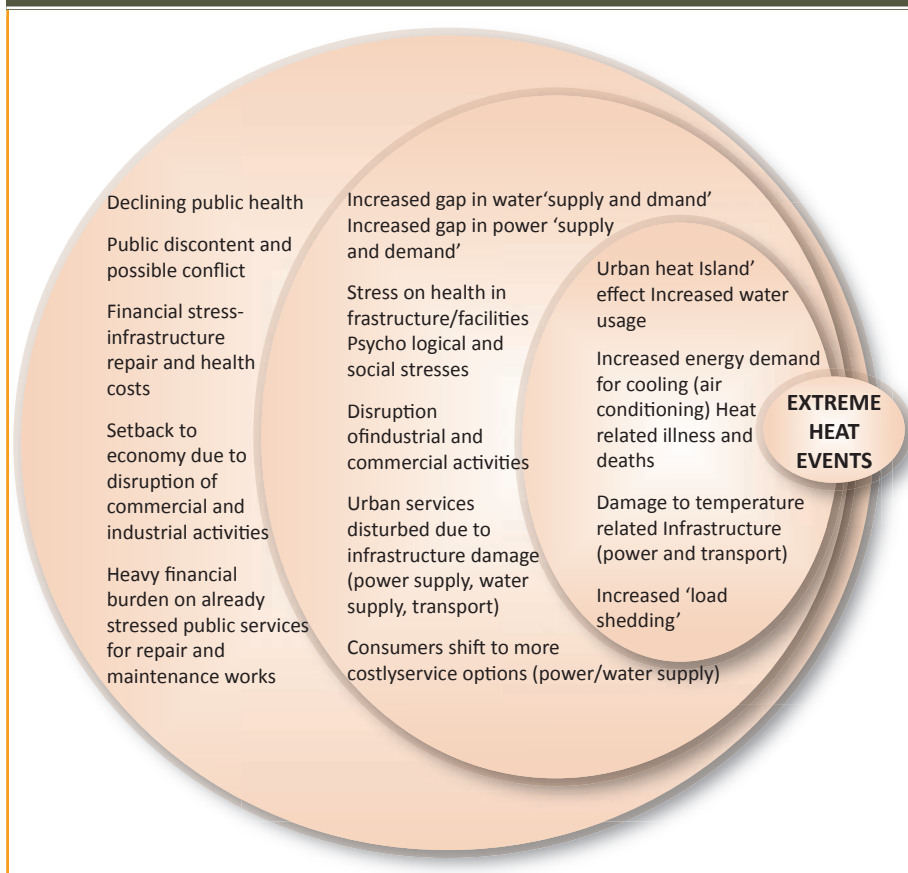 Declining public health
Public discontent and
possible conflict
Financial stress-
infrastructure
repair and health
costs
Setback to
economy due to
disruption of
commercial and
industrial activities
Heavy financial
burden on already
stressed public services
for repair and
maintenance works
Increased gap in water‘supply and dmand’
Increased gap in power ‘supply
and demand’
Stress on health in
frastructure/facilities
Psycho logical and
social stresses
Disruption
ofindustrial and
commercial activities
Urban services
disturbed due to
infrastructure damage
(power supply, water
supply, transport)
Consumers shift to more
costlyservice options (power/water supply)
Urban heat Island’
effect Increased water
usage
Increased energy demand
for cooling (air
conditioning) Heat
related illness and
deaths
Damage to temperature
related Infrastructure
(power and transport)
Increased ‘load
shedding’
EXTREME
HEAT
EVENTS